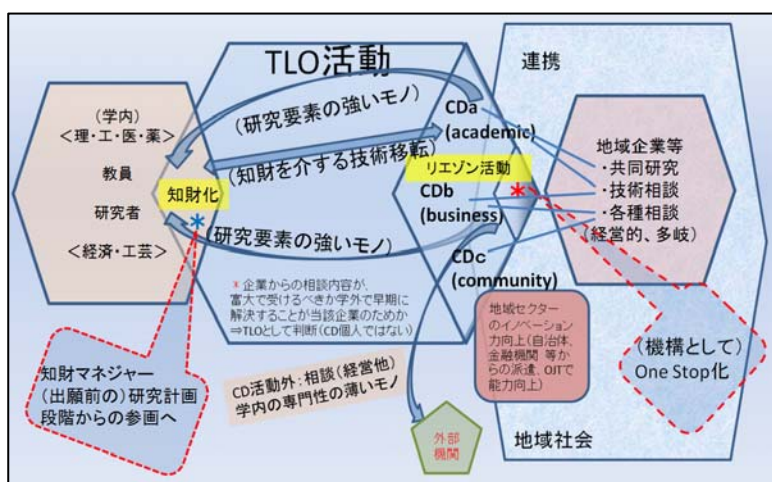 TLO活動
連携
(学内)
<理・工・医・薬>
教員
研究者
<経済・工芸>
知財化
*
(研究要素の強いモノ)
(知財を介する技術移転)
(研究要素の強いモノ)
CDa
(academic)
リエゾン活動
*
CDb
(business)
CDc
(community)
地域企業等
・共同研究
・技術相談
・各種相談
(経営的、多岐)
*企業からの相談内容が、
富大で受けるべきか学外で早期に
解決することが当該企業のためか
⇒TLOとして判断(CD個人ではない)
地域セクター
のイノベーション
力向上(自治体、
金融機関 等か
らの派遣、OJTで
能力向上)
(機構として)
One Stop化
知財マネジャー
(出願前の)研究計画
段階からの参画へ
CD活動外:相談(経営他)
学内の専門性の薄いモノ
外部
機関
地域社会